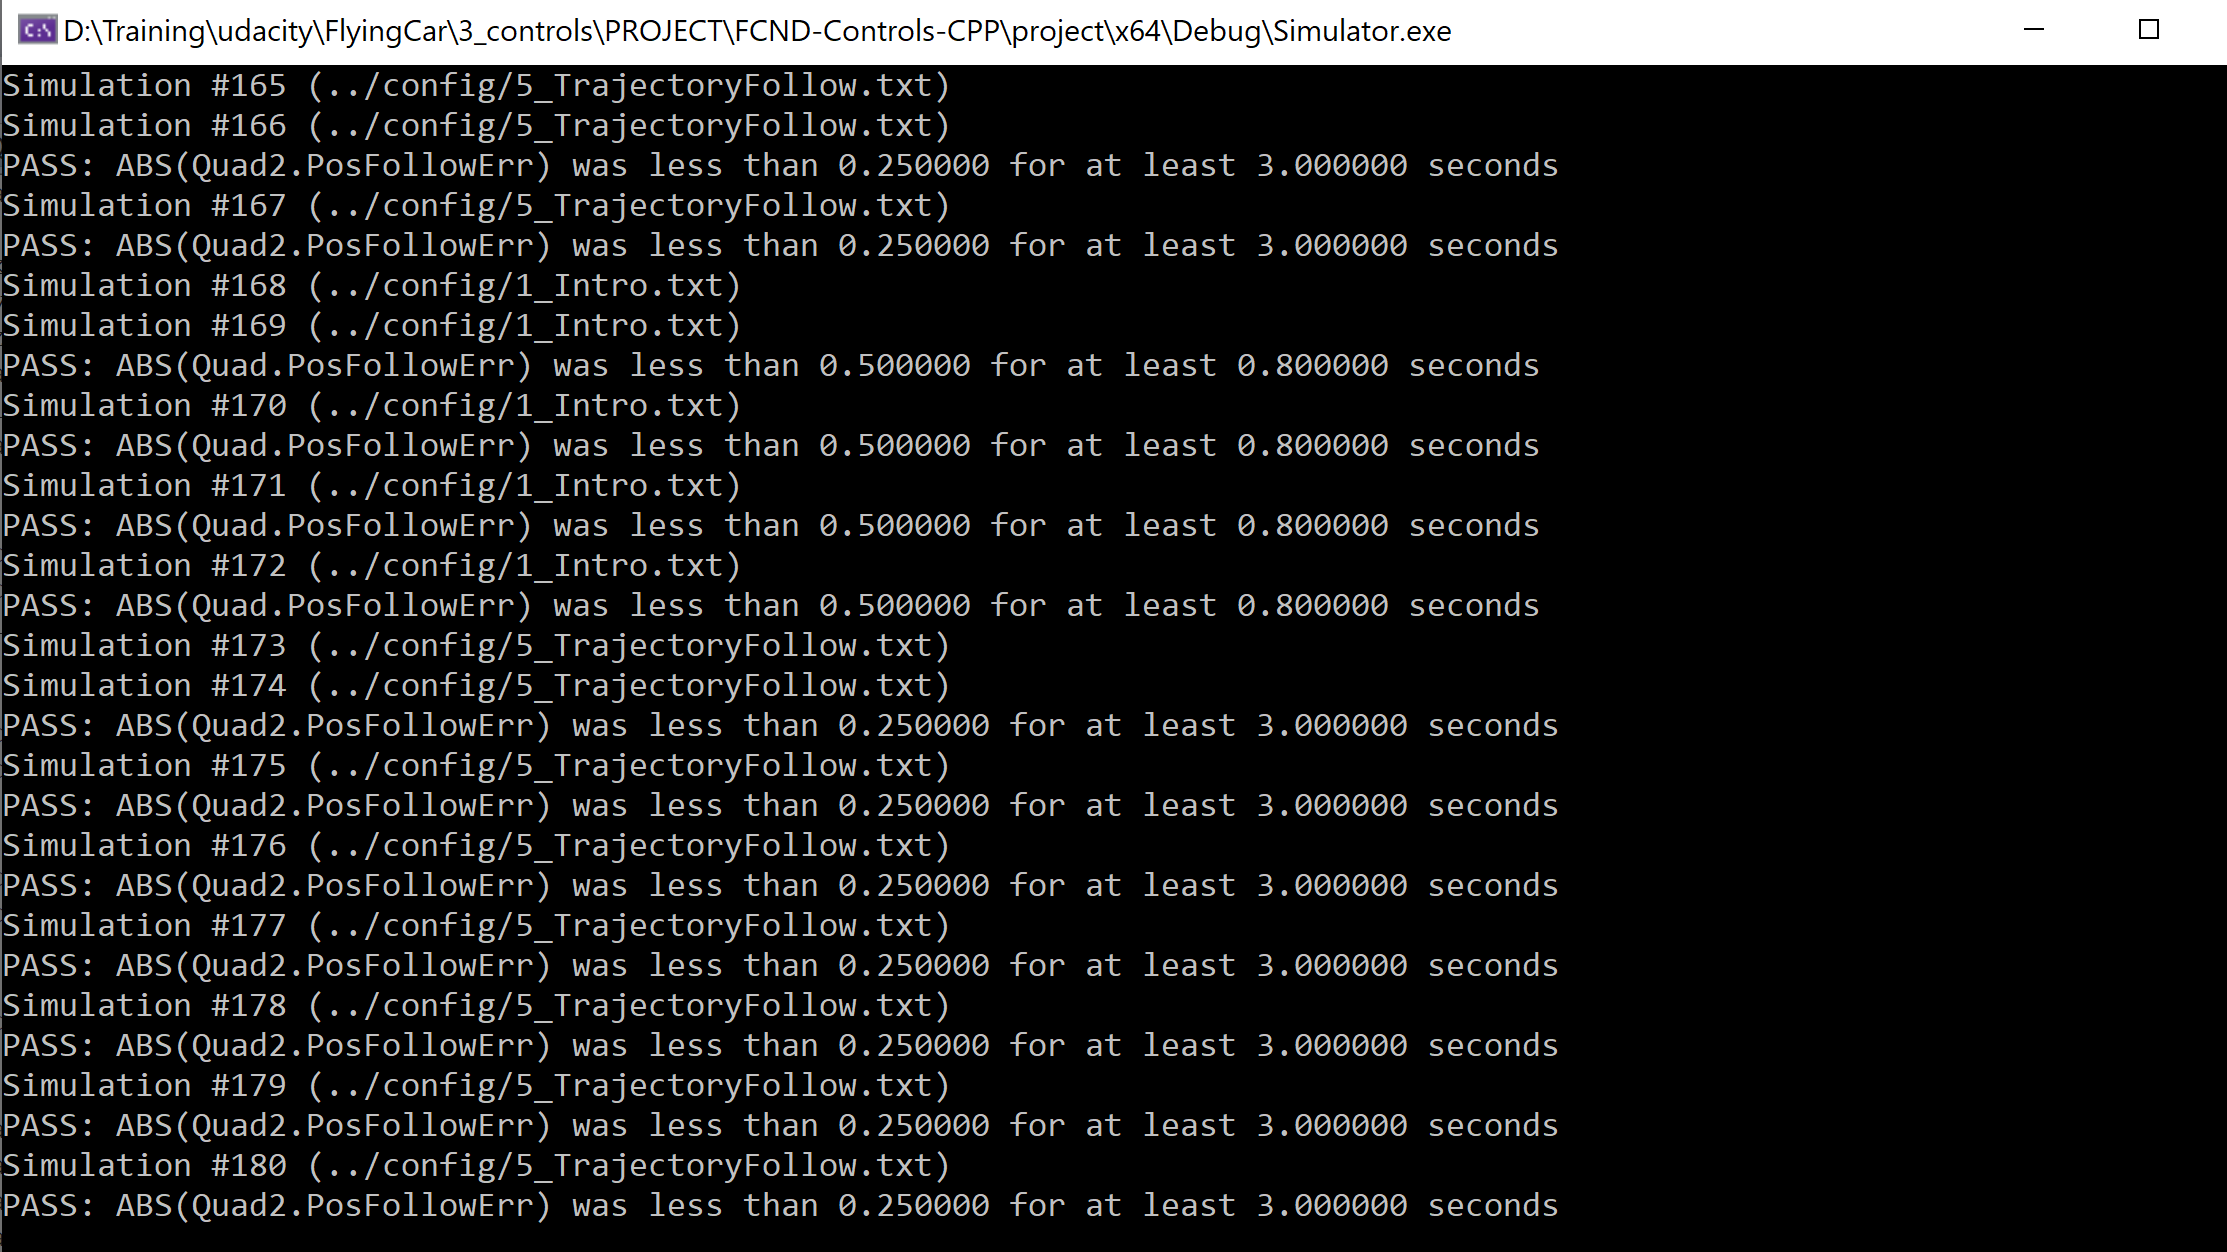 D:\Training\udacity\FlyingCar\3_controls\PROJECT\FCND-Controls-CPP\project\x64\Debug\Simulator.exe
Simulation #165 (../config/5_TrajectoryFollow.txt)
Simulation #166 (../config/5_TrajectoryFollow.txt)
PASS: ABS(Quad2.PosFollowErr) was less than 0.250000 for at least 3.000000 seconds
Simulation #167 (../config/5_TrajectoryFollow.txt)
PASS: ABS(Quad2.PosFollowErr) was less than 0.250000 for at least 3.000000 seconds
Simulation #168 (../config/1_Intro.txt)
Simulation #169 (../config/1_Intro.txt)
PASS: ABS(Quad.PosFollowErr) was less than 0.500000 for at least 0.800000 seconds
Simulation #170 (../config/1_Intro.txt)
PASS: ABS(Quad.PosFollowErr) was less than 0.500000 for at least 0.800000 seconds
Simulation #171 (../config/1_Intro.txt)
PASS: ABS(Quad.PosFollowErr) was less than 0.500000 for at least 0.800000 seconds
Simulation #172 (../config/1_Intro.txt)
PASS: ABS(Quad.PosFollowErr) was less than 0.500000 for at least 0.800000 seconds
Simulation #173 (../config/5_TrajectoryFollow.txt)
Simulation #174 (../config/5_TrajectoryFollow.txt)
PASS: ABS(Quad2.PosFollowErr) was less than 0.250000 for at least 3.000000 seconds
Simulation #175 (../config/5_TrajectoryFollow.txt)
PASS: ABS(Quad2.PosFollowErr) was less than 0.250000 for at least 3.000000 seconds
Simulation #176 (../config/5_TrajectoryFollow.txt)
PASS: ABS(Quad2.PosFollowErr) was less than 0.250000 for at least 3.000000 seconds
Simulation #177 (../config/5_TrajectoryFollow.txt)
PASS: ABS(Quad2.PosFollowErr) was less than 0.250000 for at least 3.000000 seconds
Simulation #178 (../config/5_TrajectoryFollow.txt)
PASS: ABS(Quad2.PosFollowErr) was less than 0.250000 for at least 3.000000 seconds
Simulation #179 (../config/5_TrajectoryFollow.txt)
PASS: ABS(Quad2.PosFollowErr) was less than 0.250000 for at least 3.000000 seconds
Simulation #180 (../config/5_TrajectoryFollow.txt)
PASS: ABS(Quad2.PosFollowErr) was less than 0.250000 for at least 3.000000 seconds